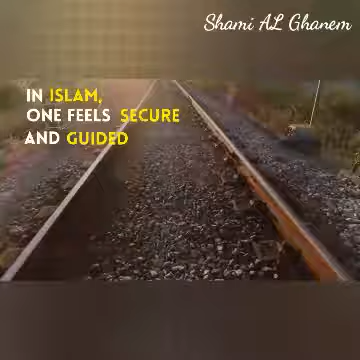 Shami AL Ghanem
IN ISLAM,
ONE FEELS SECURE
AND GUIDED